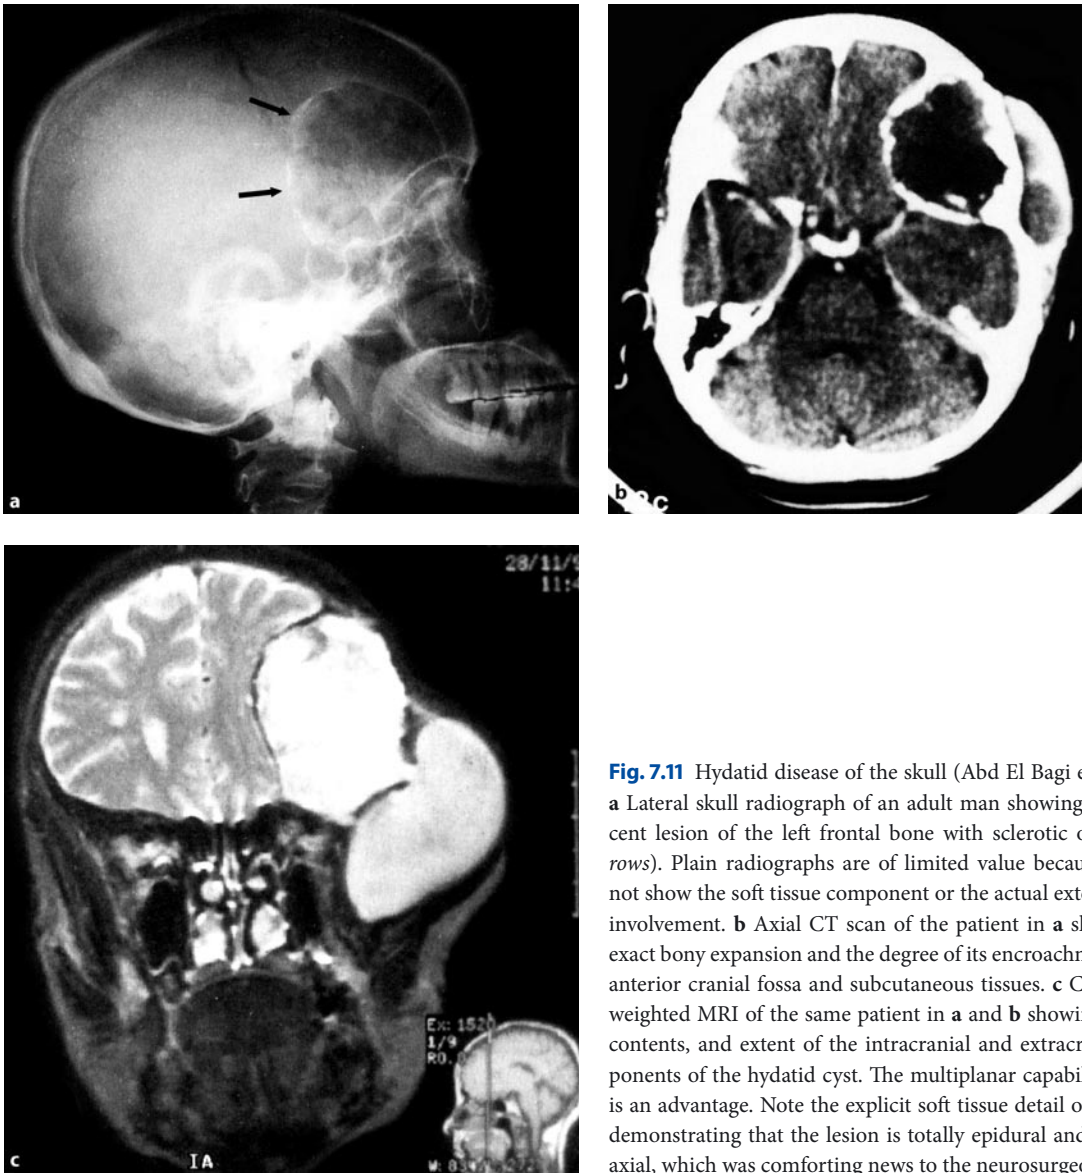 a
b
C
28/11/9
11:4
Ex: 152
1/9
RO.
c
IA
Fig. 7.11 Hydatid disease of the skull (Abd El Bagi e
a Lateral skull radiograph of an adult man showing
cent lesion of the left frontal bone with sclerotic o
rows). Plain radiographs are of limited value becau
not show the soft tissue component or the actual exte
involvement. b Axial CT scan of the patient in a sl
exact bony expansion and the degree of its encroachn
anterior cranial fossa and subcutaneous tissues. c C
weighted MRI of the same patient in a and b showi
contents, and extent of the intracranial and extracr
ponents of the hydatid cyst. The multiplanar capabil
is an advantage. Note the explicit soft tissue detail o
demonstrating that the lesion is totally epidural and
axial, which was comforting news to the neurosurgeo